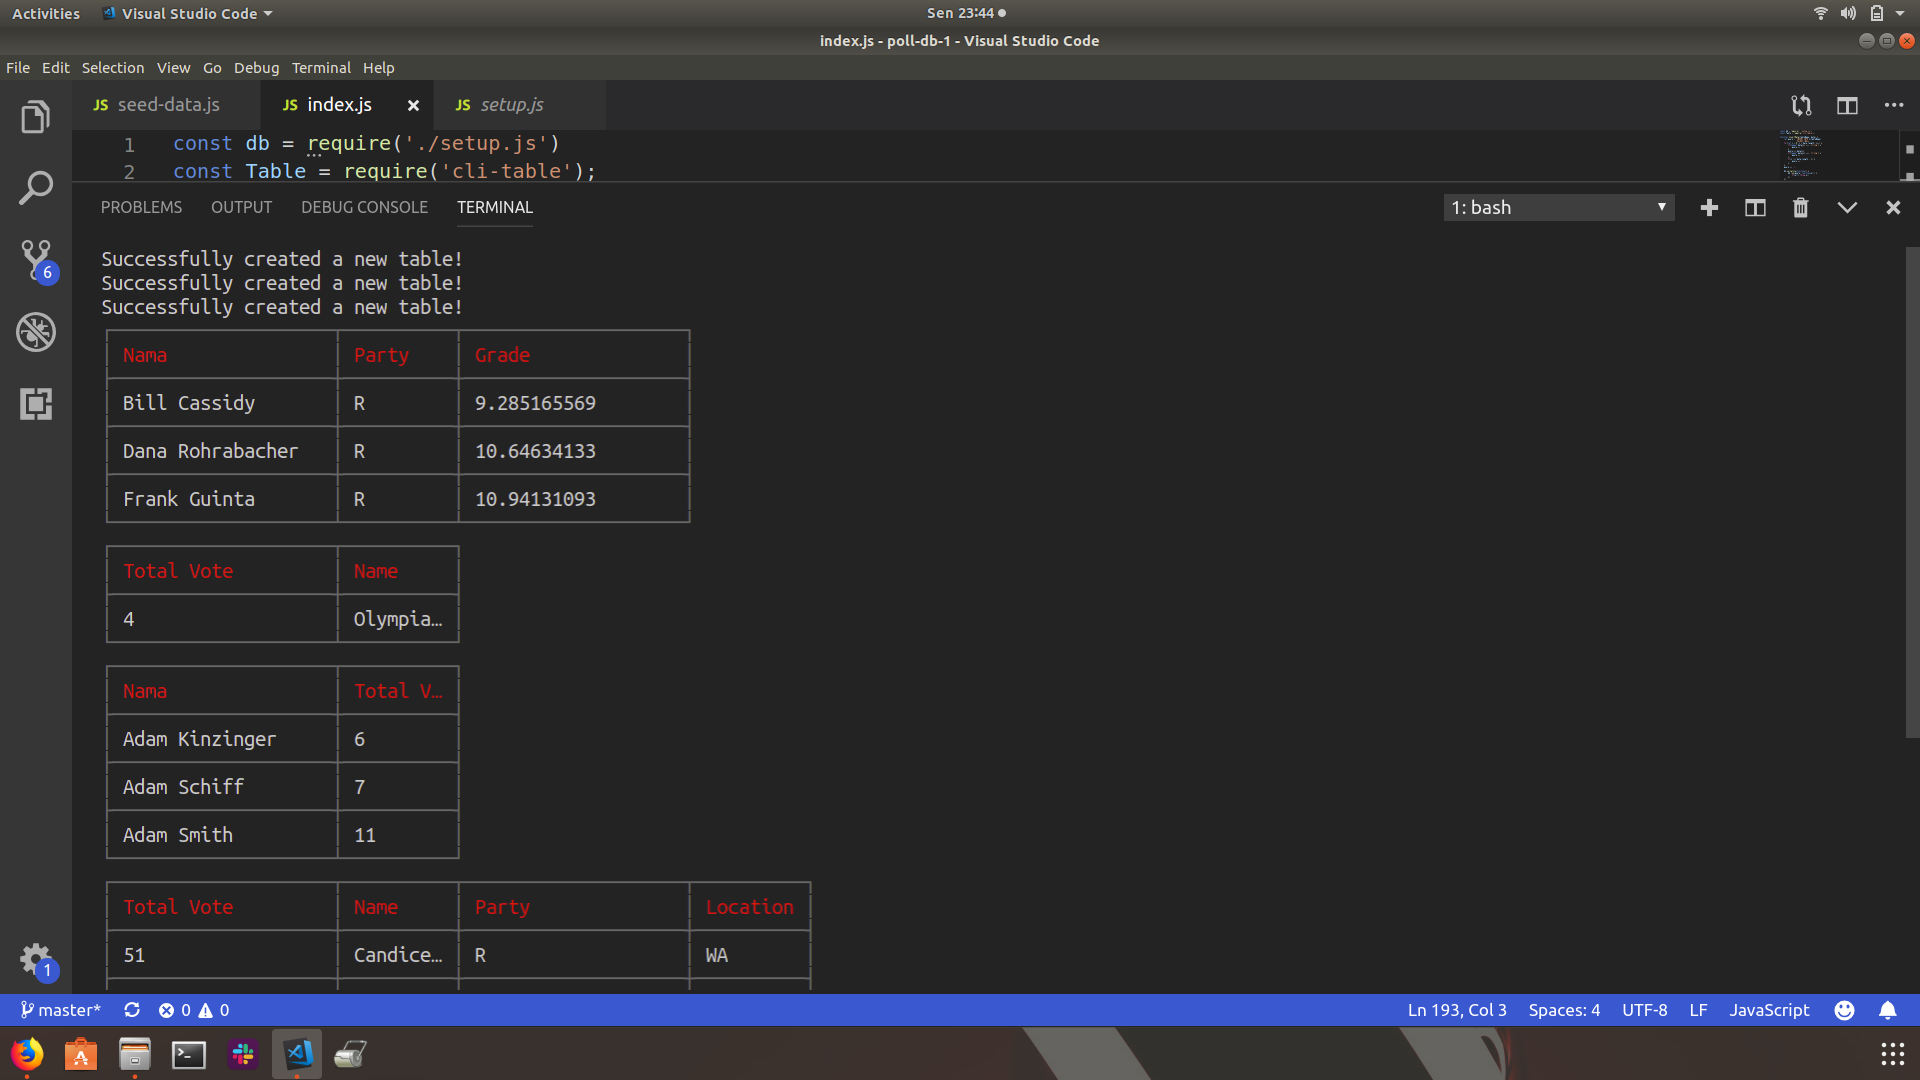 Activities Visual Studio Code Sen 23:44
index.js - poll-db-1 - Visual Studio Code
File Edit Selection View Go Debug Terminal Help
JS seed-data.js JS index.js JS setup.js
1 const db = require('./setup.js')
2 const Table = require('cli-table');
PROBLEMS OUTPUT DEBUG CONSOLE TERMINAL 1: bash
Successfully created a new table!
Successfully created a new table!
Successfully created a new table!
Nama Party Grade
Bill Cassidy R 9.285165569
Dana Rohrabacher R 10.64634133
Frank Guinta R 10.94131093
Total Vote Name
4 Olympia…
Nama Total V…
Adam Kinzinger 6
Adam Schiff 7
Adam Smith 11
Total Vote Name Party Location
51 Candice… R WA
6
1
master* 0 0 Ln 193, Col 3 Spaces: 4 UTF-8 LF JavaScript